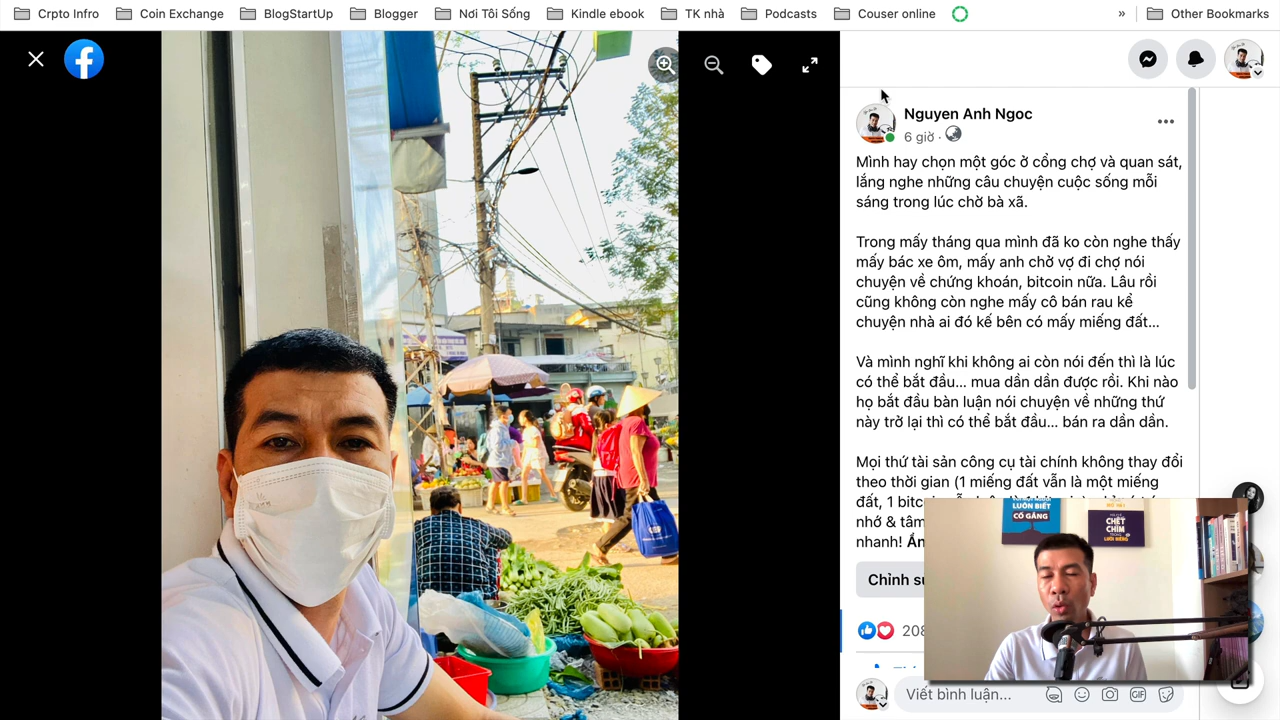 Crpto Infro
Coin Exchange
BlogStartUp
Blogger
Nơi Tôi Sống
Kindle ebook
TK nhà
Podcasts
Couser online
»
Other Bookmarks
Nguyen Anh Ngoc
6 giờ ·
Mình hay chọn một góc ở cổng chợ và quan sát,
lắng nghe những câu chuyện cuộc sống mỗi
sáng trong lúc chờ bà xã.
Trong mấy tháng qua mình đã ko còn nghe thấy
mấy bác xe ôm, mấy anh chở vợ đi chợ nói
chuyện về chứng khoán, bitcoin nữa. Lâu rồi
cũng không còn nghe mấy cô bán rau kể
chuyện nhà ai đó kế bên có mấy miếng đất...
Và mình nghĩ khi không ai còn nói đến thì là lúc
có thể bắt đầu... mua dần dần được rồi. Khi nào
họ bắt đầu bàn luận nói chuyện về những thứ
này trở lại thì có thể bắt đầu... bán ra dần dần.
Mọi thứ tài sản công cụ tài chính không thay đổi
theo thời gian (1 miếng đất vẫn là một miếng
đất, 1
nhớ & tâm
nhanh!
Chỉnh
208
LUÔN BIẾT
CỐ GẮNG
CHẾT
CHÌM
TRONG
LƯỜI BIẾNG
Viết bình luận...
GIF